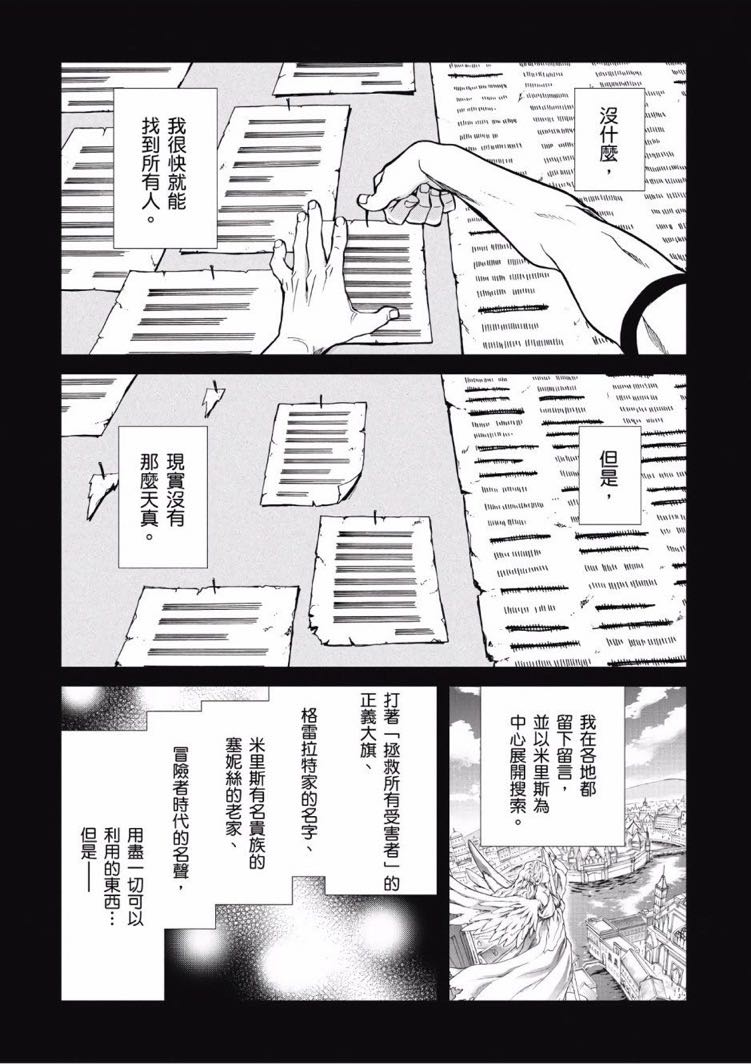 沒什麼，
我很快就能
找到所有人。
但是，
現實沒有
那麼天真。
我在各地都
留下留言，
並以米里斯為
中心展開搜索。
打著「拯救所有受害者」的
正義大旗、
格雷拉特家的名字、
米里斯有名貴族的
塞妮絲的老家、
冒險者時代的名聲，
用盡一切可以
利用的東西…
但是──